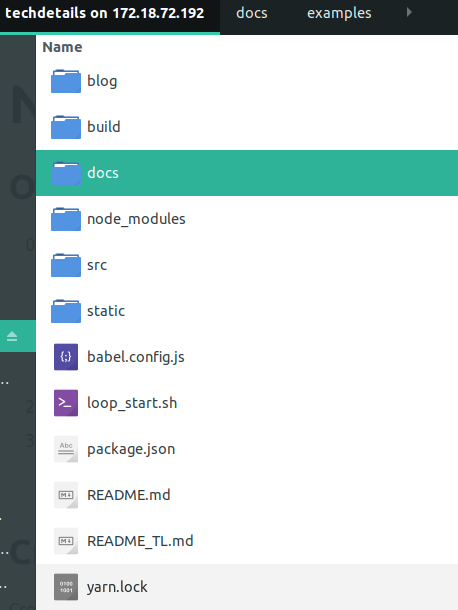 techdetails on 172.18.72.192 docs examples
Name
blog
build
docs
node_modules
src
static
babel.config.js
loop_start.sh
package.json
README.md
README_TL.md
yarn.lock